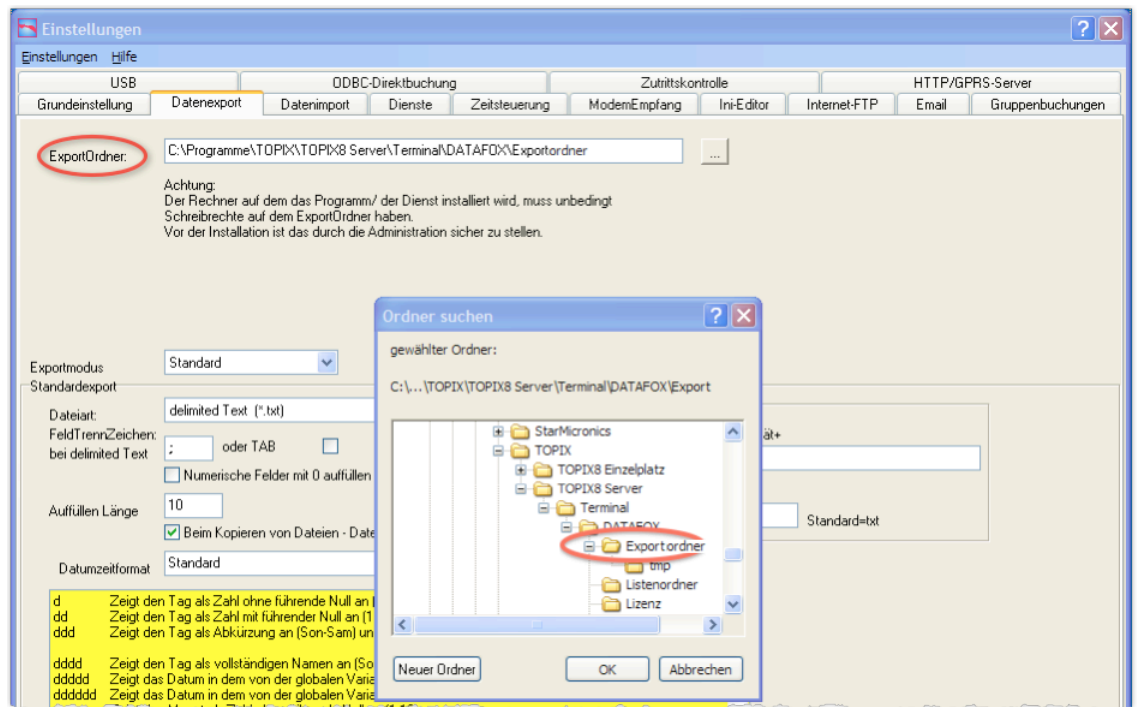 Einstellungen
Einstellungen Hilfe
USB ODBC-Direktbuchung Zutrittskontrolle HTTP/GPRS-Server
Grundeinstellung Datenexport Datenimport Dienste Zeitsteuerung ModemEmpfang Ini-Editor Internet-FTP Email Gruppenbuchungen
ExportOrdner: C:\Programme\TOPIX\TOPIX8 Server\Terminal\DATAFOX\Exportordner ...
Achtung:
Der Rechner auf dem das Programm/ der Dienst installiert wird, muss unbedingt
Schreibrechte auf dem ExportOrdner haben.
Vor der Installation ist das durch die Administration sicher zu stellen.
Exportmodus Standard
Standardexport
Dateiart: delimited Text (*.txt)
FeldTrennZeichen:
bei delimited Text ; oder TAB
Numerische Felder mit 0 auffüllen
Auffüllen Länge 10
Beim Kopieren von Dateien - Date
Datumzeitformat Standard
d Zeigt den Tag als Zahl ohne führende Null an
dd Zeigt den Tag als Zahl mit führender Null an (1
ddd Zeigt den Tag als Abkürzung an (Son-Sam) un
dddd Zeigt den Tag als vollständigen Namen an (So
ddddd Zeigt das Datum in dem von der globalen Varia
dddddd Zeigt das Datum in dem von der globalen Varia
ät+
Standard=txt
Ordner suchen
gewählter Ordner:
C:\...\TOPIX\TOPIX8 Server\Terminal\DATAFOX\Export
StarMicronics
TOPIX
TOPIX8 Einzelplatz
TOPIX8 Server
Terminal
DATAFOX
Exportordner
tmp
Listenordner
Lizenz
Neuer Ordner OK Abbrechen